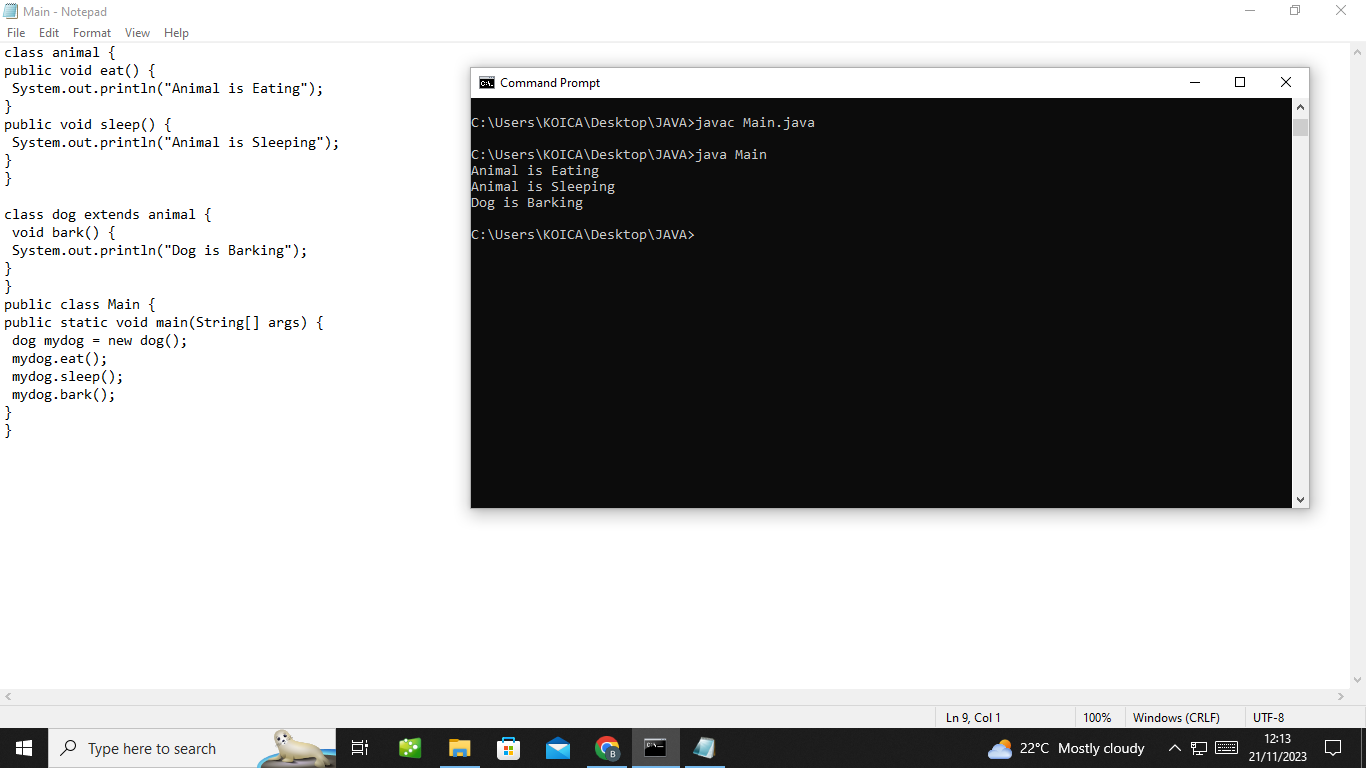 Main - Notepad
File Edit Format View Help
class animal {
public void eat() {
 System.out.println("Animal is Eating");
}
public void sleep() {
 System.out.println("Animal is Sleeping");
}
}

class dog extends animal {
 void bark() {
 System.out.println("Dog is Barking");
}
}
public class Main {
public static void main(String[] args) {
 dog mydog = new dog();
 mydog.eat();
 mydog.sleep();
 mydog.bark();
}
}
C:\.
Command Prompt
C:\Users\KOICA\Desktop\JAVA>javac Main.java

C:\Users\KOICA\Desktop\JAVA>java Main
Animal is Eating
Animal is Sleeping
Dog is Barking

C:\Users\KOICA\Desktop\JAVA>
Ln 9, Col 1 100% Windows (CRLF) UTF-8
Type here to search
B
22°C Mostly cloudy
12:13
21/11/2023